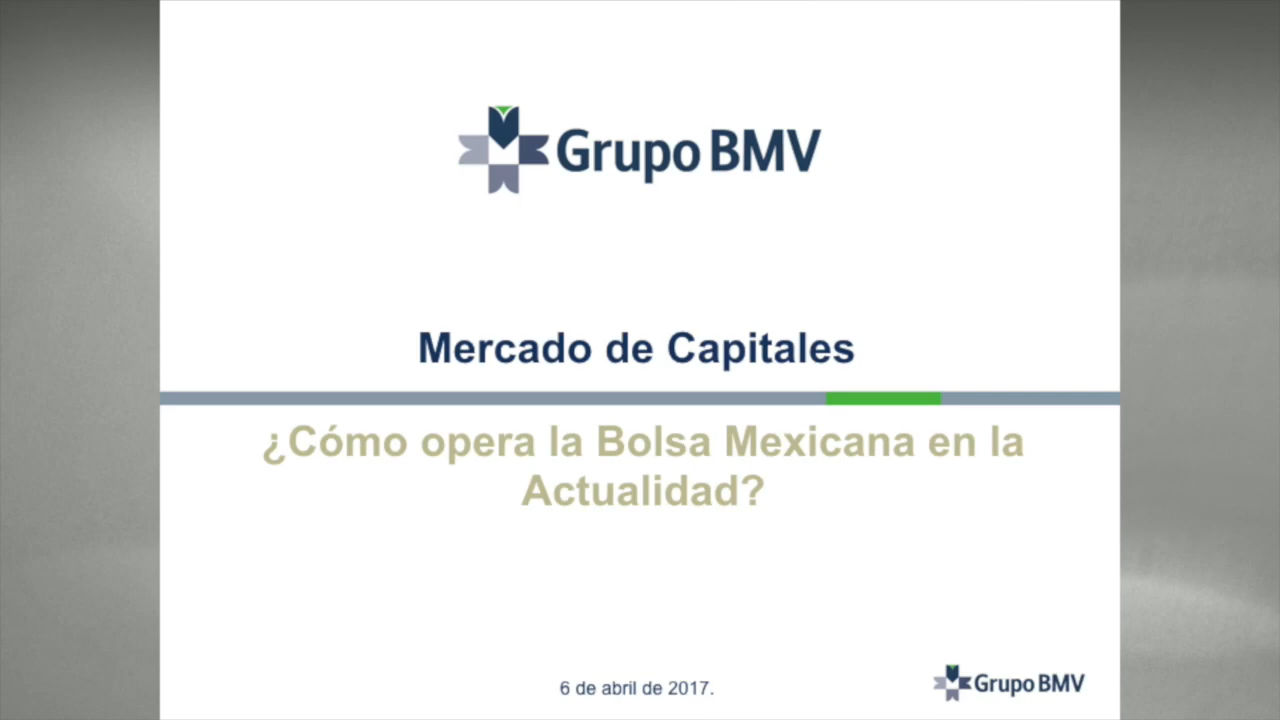 Grupo BMV
Mercado de Capitales
¿Cómo opera la Bolsa Mexicana en la
Actualidad?
6 de abril de 2017.
Grupo BMV